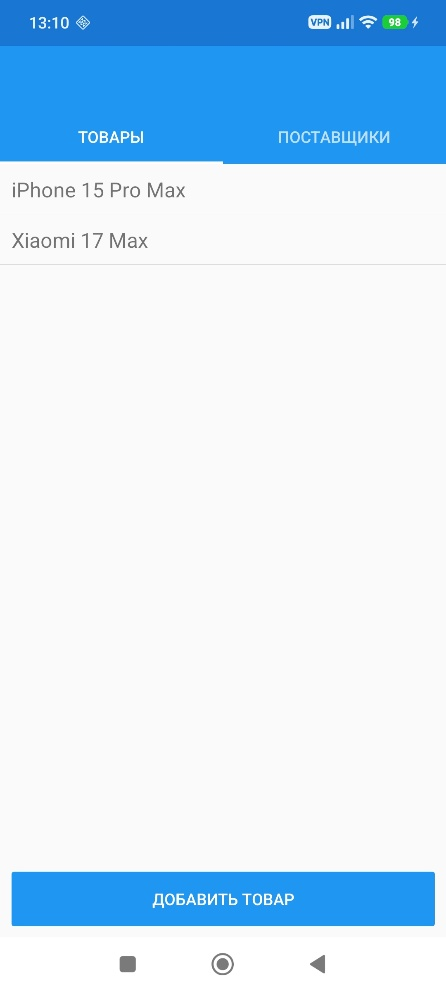 13:10 VPN 98
ТОВАРЫ ПОСТАВЩИКИ
iPhone 15 Pro Max
Xiaomi 17 Max
ДОБАВИТЬ ТОВАР